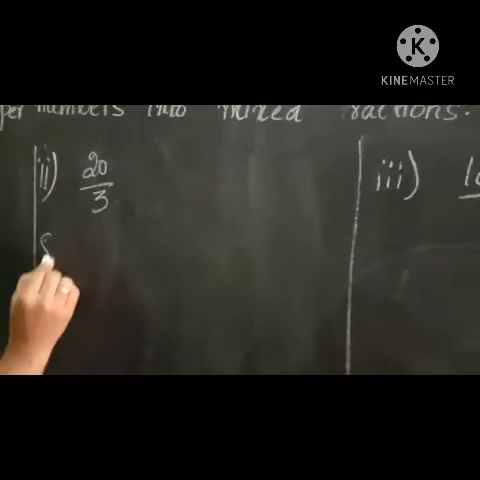 K
KINEMASTER
per numbers into mixed fractions.
ii) 20/3
iii)
S